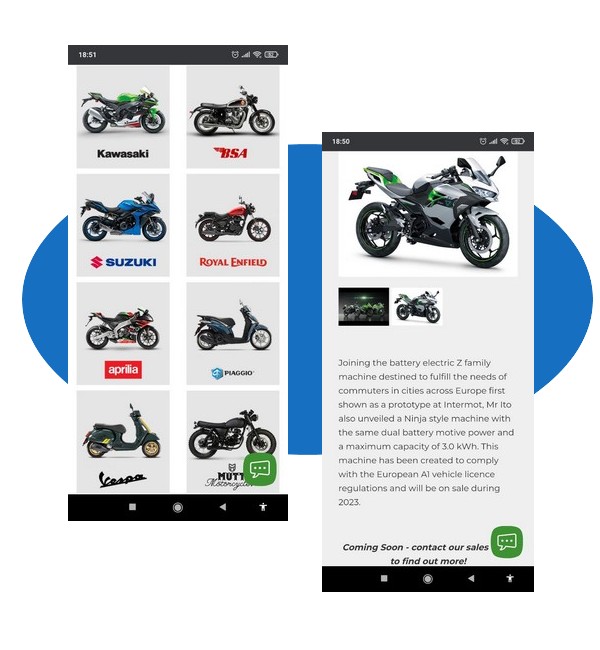 18:51
Kawasaki
BSA
SUZUKI
ROYAL ENFIELD
aprilia
PIAGGIO
Vespa
MUTT
Motorcycles
18:50
Joining the battery electric Z family
machine destined to fulfill the needs of
commuters in cities across Europe first
shown as a prototype at Intermot, Mr Ito
also unveiled a Ninja style machine with
the same dual battery motive power and
a maximum capacity of 3.0 kWh. This
machine has been created to comply
with the European A1 vehicle licence
regulations and will be on sale during
2023.
Coming Soon - contact our sales
to find out more!